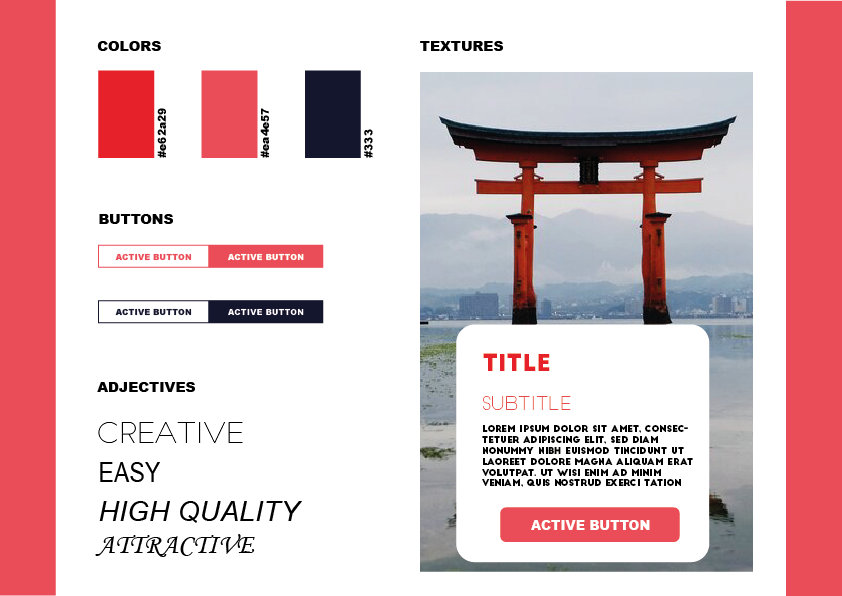 COLORS
#e62a29
#ea4e57
#333
BUTTONS
ACTIVE BUTTON ACTIVE BUTTON
ACTIVE BUTTON ACTIVE BUTTON
ADJECTIVES
CREATIVE
EASY
HIGH QUALITY
ATTRACTIVE
TEXTURES
TITLE
SUBTITLE
LOREM IPSUM DOLOR SIT AMET, CONSEC-
TETUER ADIPISCING ELIT, SED DIAM
NONUMMY NIBH EUISMOD TINCIDUNT UT
LAOREET DOLORE MAGNA ALIQUAM ERAT
VOLUTPAT. UT WISI ENIM AD MINIM
VENIAM, QUIS NOSTRUD EXERCI TATION
ACTIVE BUTTON